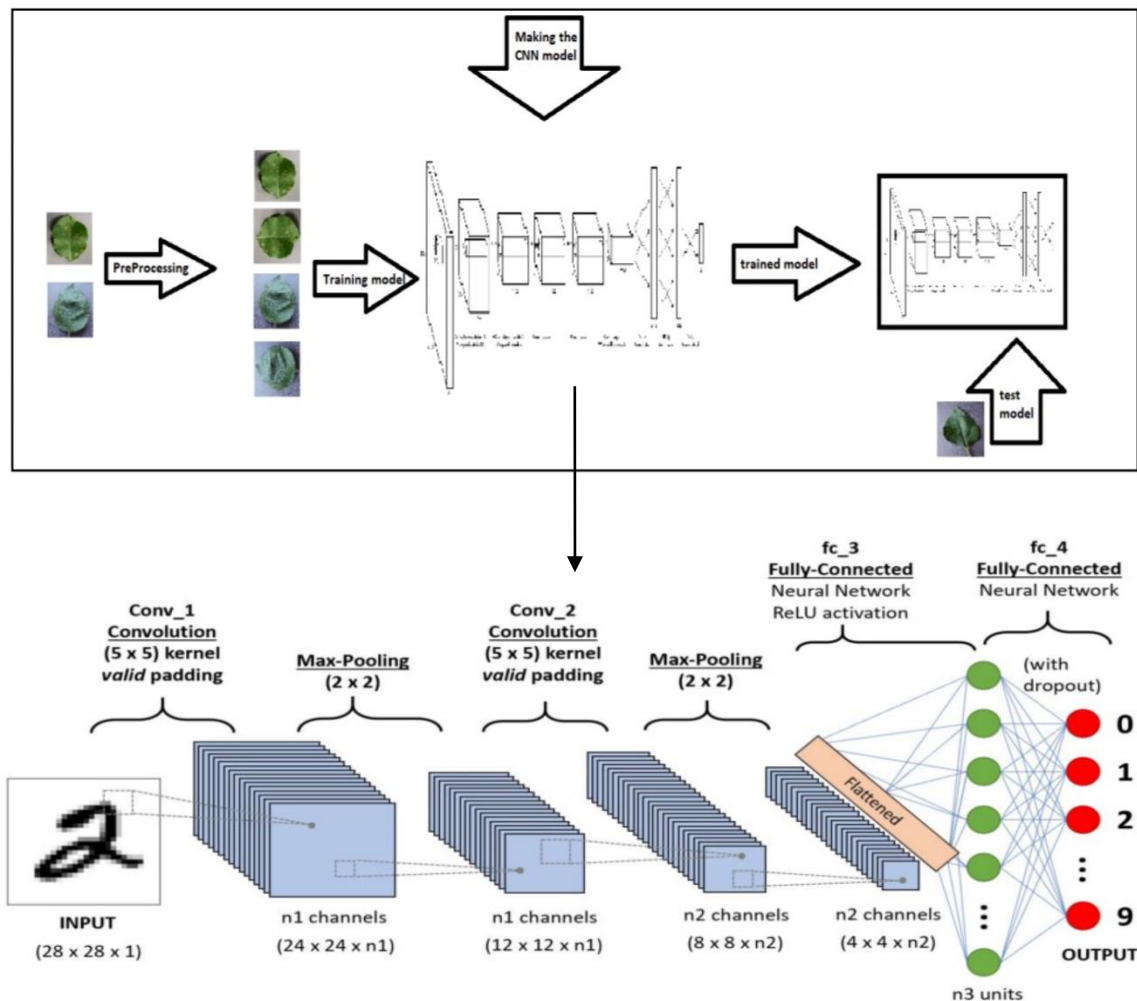 Making the
CNN model
PreProcessing
Training model
trained model
test
model
fc_3
Fully-Connected
Neural Network
ReLU activation
fc_4
Fully-Connected
Neural Network
Conv_1
Convolution
(5 x 5) kernel
valid padding
Max-Pooling
(2 x 2)
Conv_2
Convolution
(5 x 5) kernel
valid padding
Max-Pooling
(2 x 2)
(with
dropout)
Flattened
0
1
2
9
INPUT
(28 x 28 x 1)
n1 channels
(24 x 24 x n1)
n1 channels
(12 x 12 x n1)
n2 channels
(8 x 8 x n2)
n2 channels
(4 x 4 x n2)
n3 units
OUTPUT